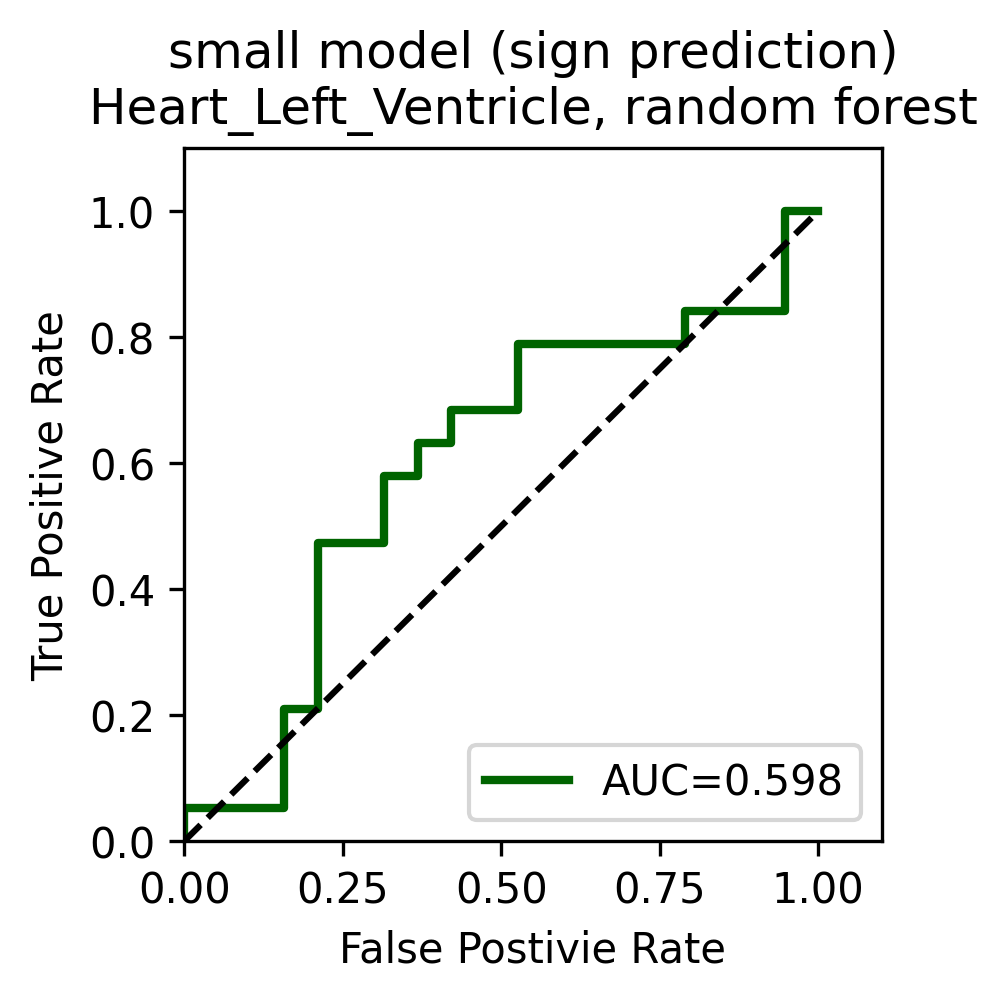 small model (sign prediction)
Heart_Left_Ventricle, random forest
1.0
0.8
0.6
0.4
0.2
0.0
True Positive Rate
AUC=0.598
0.00 0.25 0.50 0.75 1.00
False Postivie Rate